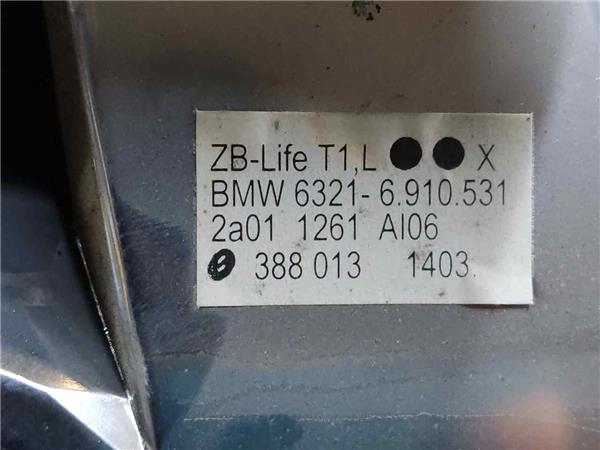 ZB-Life T1,L ●● X
BMW 6321- 6.910.531
2a01 1261 AI06
388 013 1403